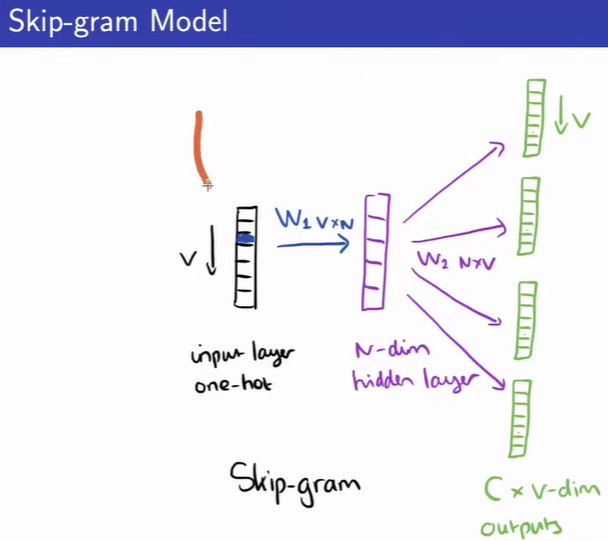 Skip-gram Model
V
W1 V×N
V
W2 N×V
input layer
one-hot
N-dim
hidden layer
Skip-gram
C × V-dim
outputs